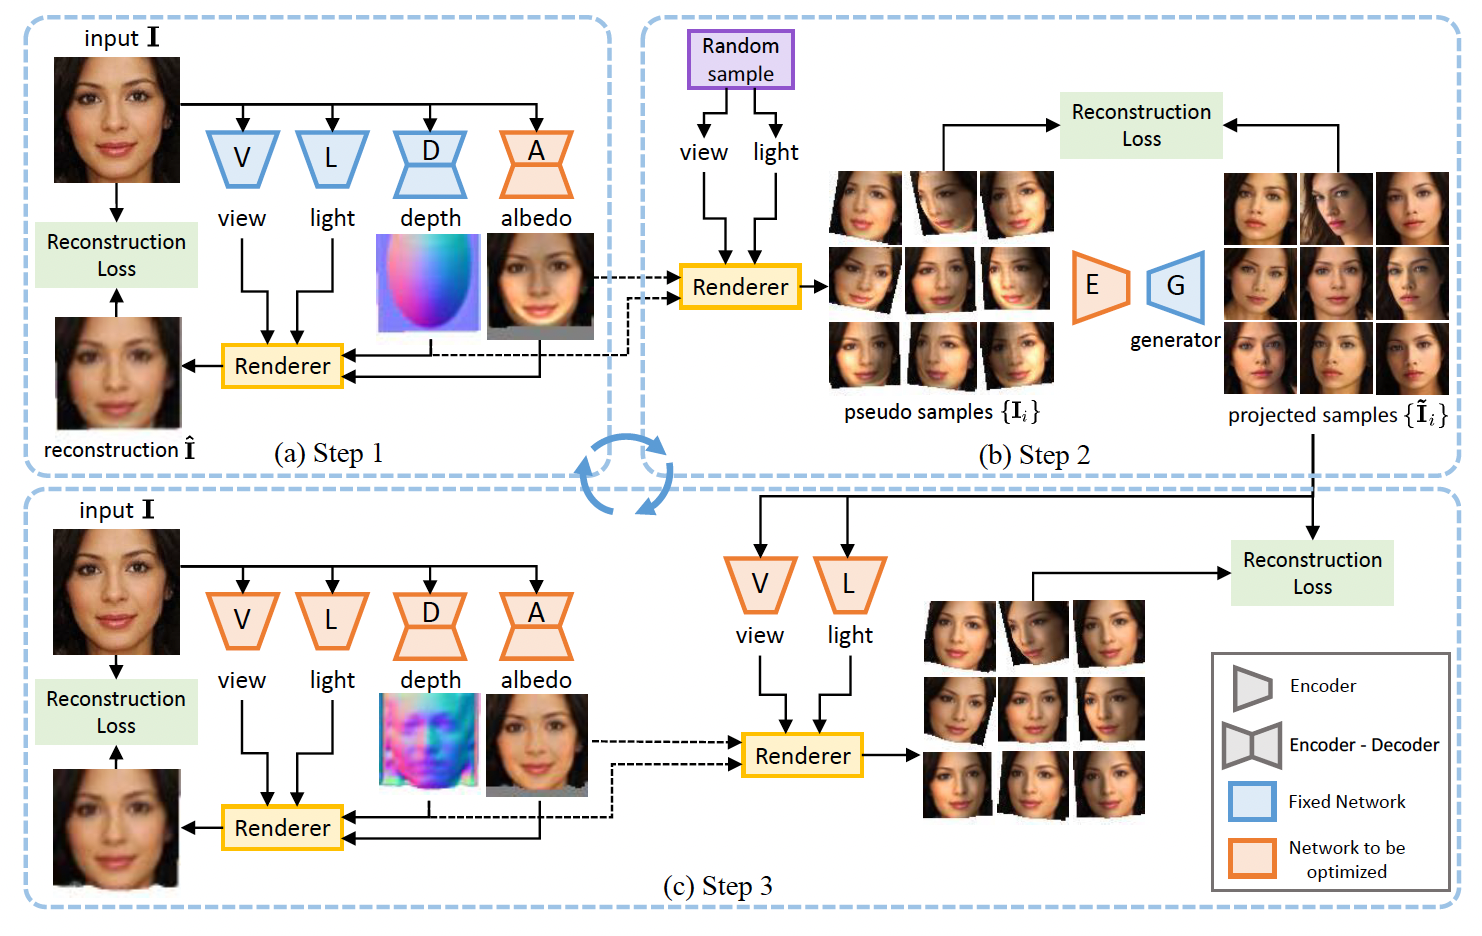 input I
V
L
D
A
view
light
depth
albedo
Reconstruction
Loss
Renderer
reconstruction Î
(a) Step 1
Random
sample
view
light
Renderer
Reconstruction
Loss
E
G
generator
pseudo samples {I_i}
projected samples {Ĩ_i}
(b) Step 2
input I
V
L
D
A
view
light
depth
albedo
Reconstruction
Loss
Renderer
V
L
view
light
Renderer
Reconstruction
Loss
Encoder
Encoder - Decoder
Fixed Network
Network to be
optimized
(c) Step 3